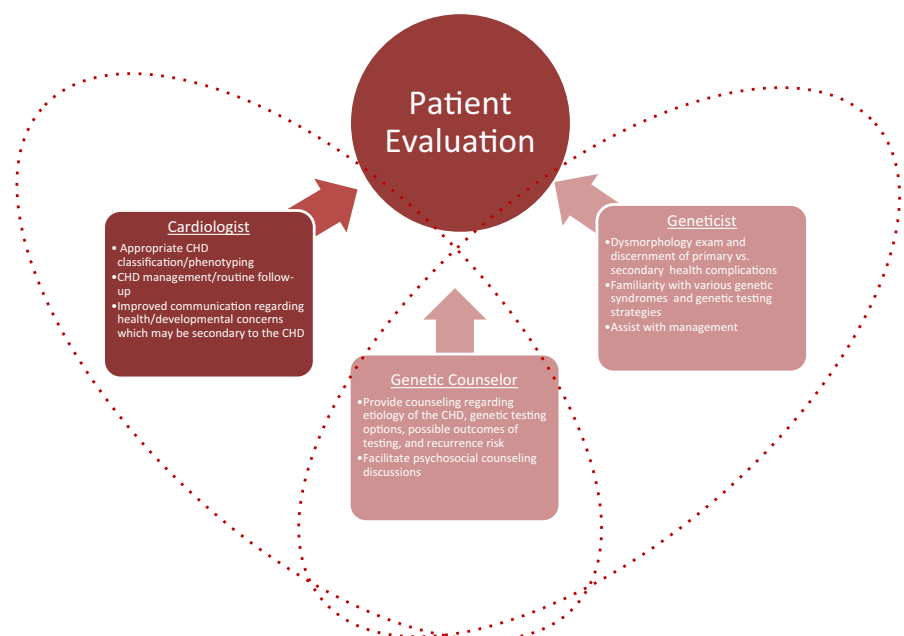 Patient
Evaluation
Cardiologist
• Appropriate CHD
classification/phenotyping
•CHD management/routine follow-
up
•Improved communication regarding
health/developmental concerns
which may be secondary to the CHD
Geneticist
•Dysmorphology exam and
discernment of primary vs.
secondary health complications
•Familiarity with various genetic
syndromes and genetic testing
strategies
•Assist with management
Genetic Counselor
•Provide counseling regarding
etiology of the CHD, genetic testing
options, possible outcomes of
testing, and recurrence risk
•Facilitate psychosocial counseling
discussions